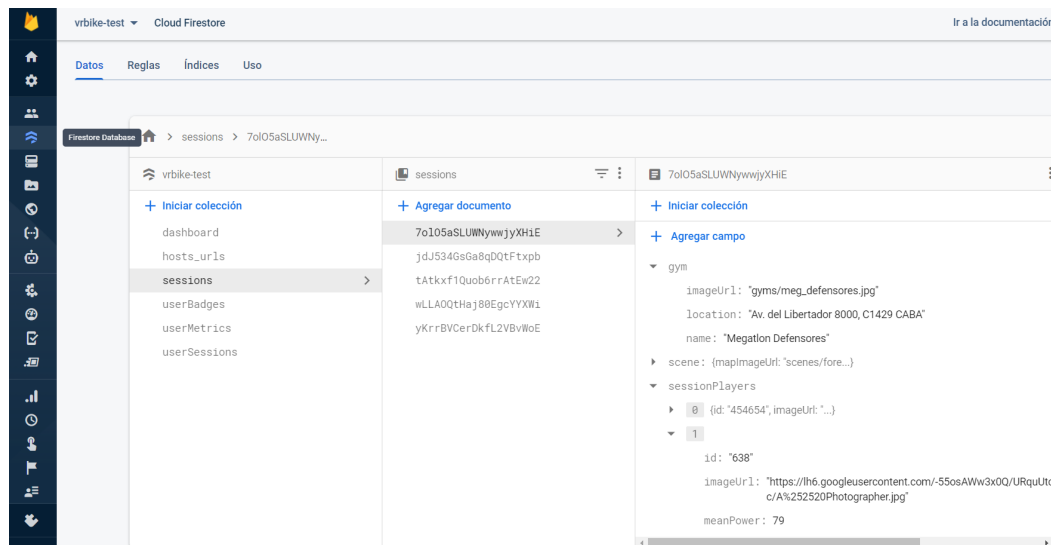 vrbike-test Cloud Firestore Ir a la documentación
Datos Reglas Índices Uso
Firestore Database
sessions > 7olO5aSLUWNy...
vrbike-test
sessions
7olO5aSLUWNywwjyXHiE
+ Iniciar colección
+ Agregar documento
+ Iniciar colección
dashboard
hosts_urls
sessions
userBadges
userMetrics
userSessions
7olO5aSLUWNywwjyXHiE
jdJ534GsGa8qDQtFtxpb
tAtkxf1Quob6rrAtEw22
wLLAOQtHaj80EgcYYXWi
yKrrBVCerDkfL2VBvWoE
+ Agregar campo
gym
imageUrl: "gyms/meg_defensores.jpg"
location: "Av. del Libertador 8000, C1429 CABA"
name: "Megatlon Defensores"
scene: {mapImageUrl: "scenes/fore...}
sessionPlayers
0 {id: "454654", imageUrl: "...}
1
id: "638"
imageUrl: "https://lh6.googleusercontent.com/-55osAWw3x0Q/URquUtc
c/A%252520Photographer.jpg"
meanPower: 79